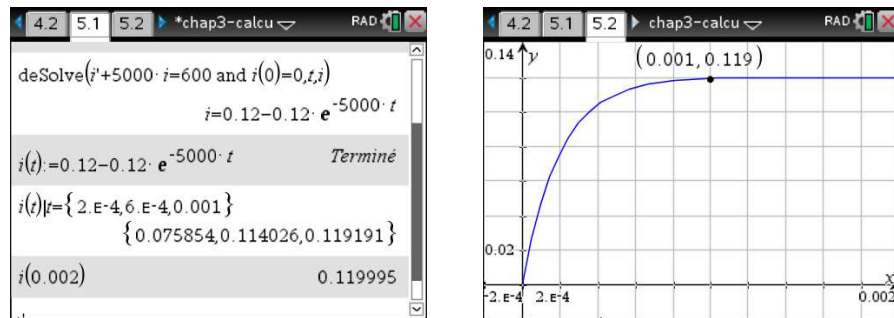 4.2 5.1 5.2 *chap3-calcu RAD
deSolve(i'+5000·i=600 and i(0)=0,t,i)
i=0.12-0.12·e^-5000·t
i(t):=0.12-0.12·e^-5000·t Terminé
i(t)|t={2.E-4,6.E-4,0.001}
{0.075854,0.114026,0.119191}
i(0.002) 0.119995
4.2 5.1 5.2 chap3-calcu RAD
0.14 y (0.001,0.119)
0.02
x
-2.E-4 2.E-4 0.002